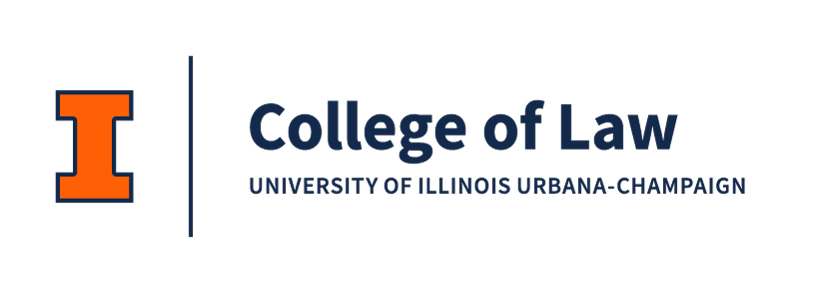 I
College of Law
UNIVERSITY OF ILLINOIS URBANA-CHAMPAIGN